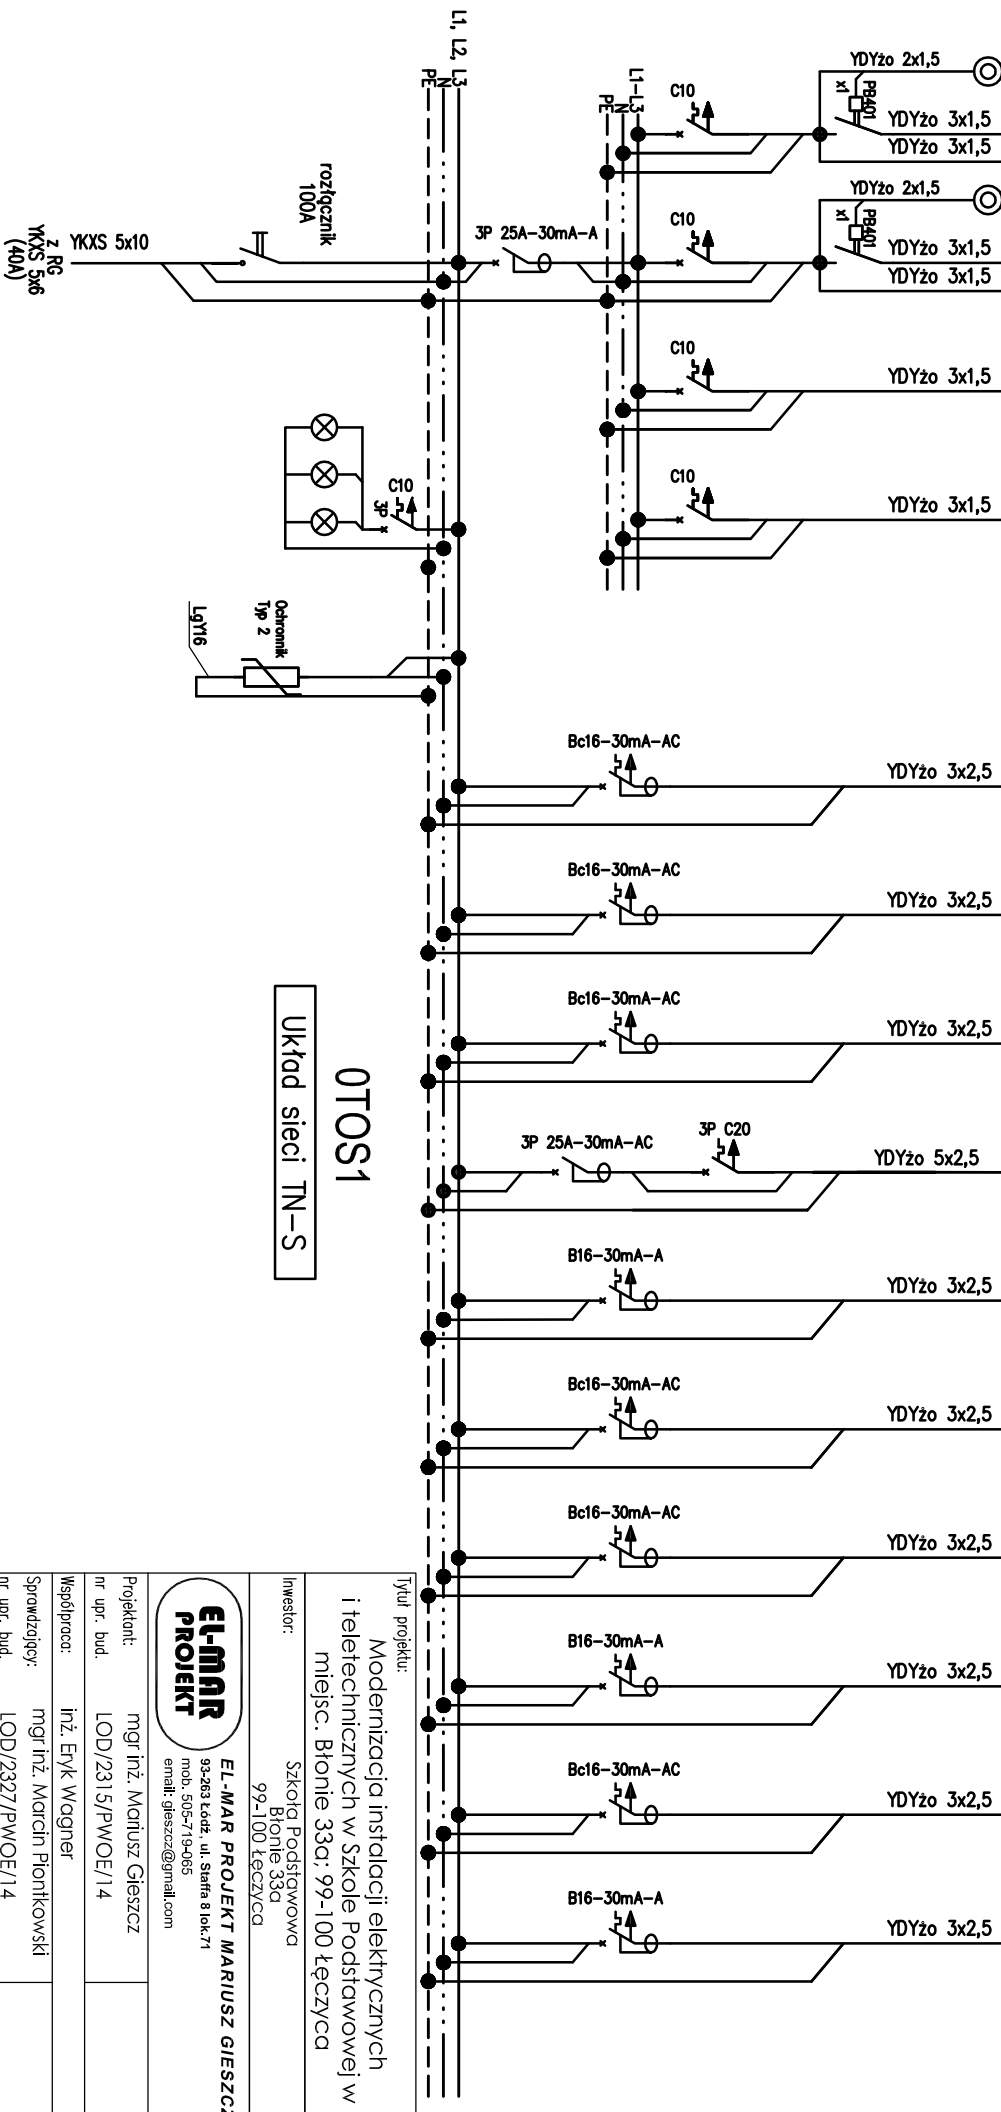 YDYżo 2x1,5
PB401
x1
YDYżo 3x1,5
YDYżo 3x1,5
C10
L1-L3
N
PE
L1, L2, L3
N
PE
YDYżo 2x1,5
PB401
x1
YDYżo 3x1,5
YDYżo 3x1,5
C10
3P 25A-30mA-A
rozłącznik
100A
YKXS 5x10
z RG
YKXS 5x6
(40A)
C10
YDYżo 3x1,5
C10
YDYżo 3x1,5
C10
3P
Ochronnik
Typ 2
LgY16
Bc16-30mA-AC
YDYżo 3x2,5
Bc16-30mA-AC
YDYżo 3x2,5
Bc16-30mA-AC
YDYżo 3x2,5
0TOS1
Układ sieci TN-S
3P 25A-30mA-AC
3P C20
YDYżo 5x2,5
B16-30mA-A
YDYżo 3x2,5
Bc16-30mA-AC
YDYżo 3x2,5
Bc16-30mA-AC
YDYżo 3x2,5
B16-30mA-A
YDYżo 3x2,5
Bc16-30mA-AC
YDYżo 3x2,5
B16-30mA-A
YDYżo 3x2,5
Tytuł projektu:
Modernizacja instalacji elektrycznych
i teletechnicznych w Szkole Podstawowej w
miejsc. Błonie 33a; 99-100 Łęczyca
Inwestor:
Szkoła Podstawowa
Błonie 33a
99-100 Łęczyca
EL-MAR
PROJEKT
EL-MAR PROJEKT MARIUSZ GIESZCZ
93-263 Łódź, ul. Staffa 8 lok.71
mob. 505-719-065
email: gieszcz@gmail.com
Projektant:
mgr inż. Mariusz Gieszcz
nr upr. bud.
LOD/2315/PWOE/14
Współpraca:
inż. Eryk Wagner
Sprawdzający:
mgr inż. Marcin Piontkowski
nr upr. bud.
LOD/2327/PWOE/14